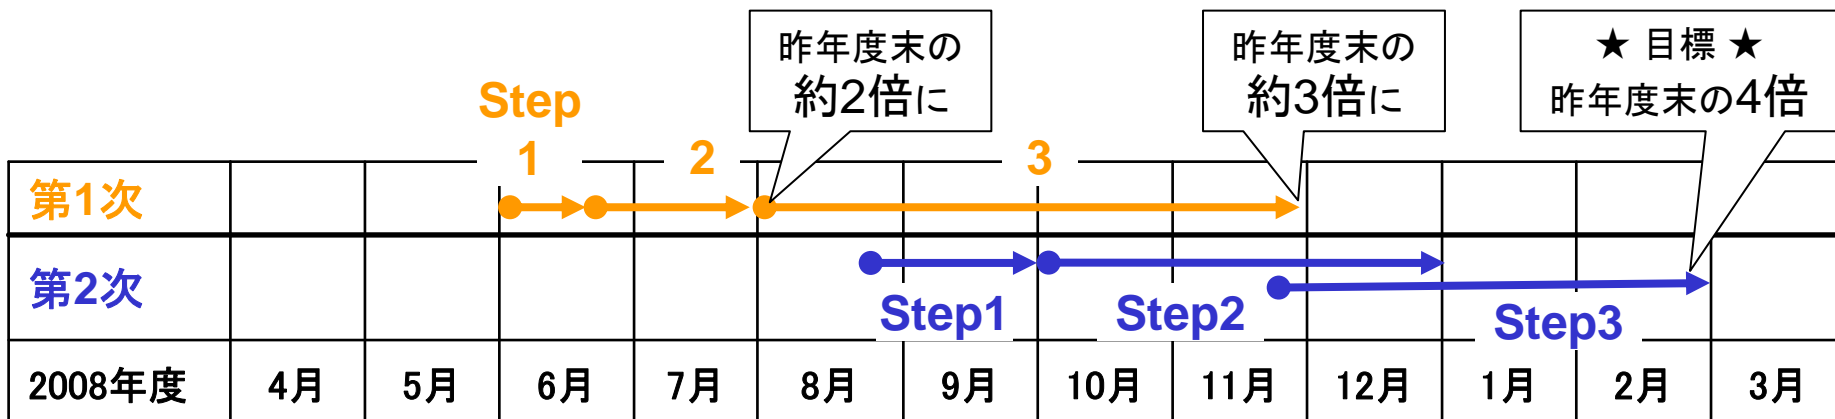 昨年度末の
約2倍に
昨年度末の
約3倍に
★ 目標 ★
昨年度末の4倍
Step
1 2 3
第1次
第2次
Step1 Step2 Step3
2008年度 4月 5月 6月 7月 8月 9月 10月 11月 12月 1月 2月 3月